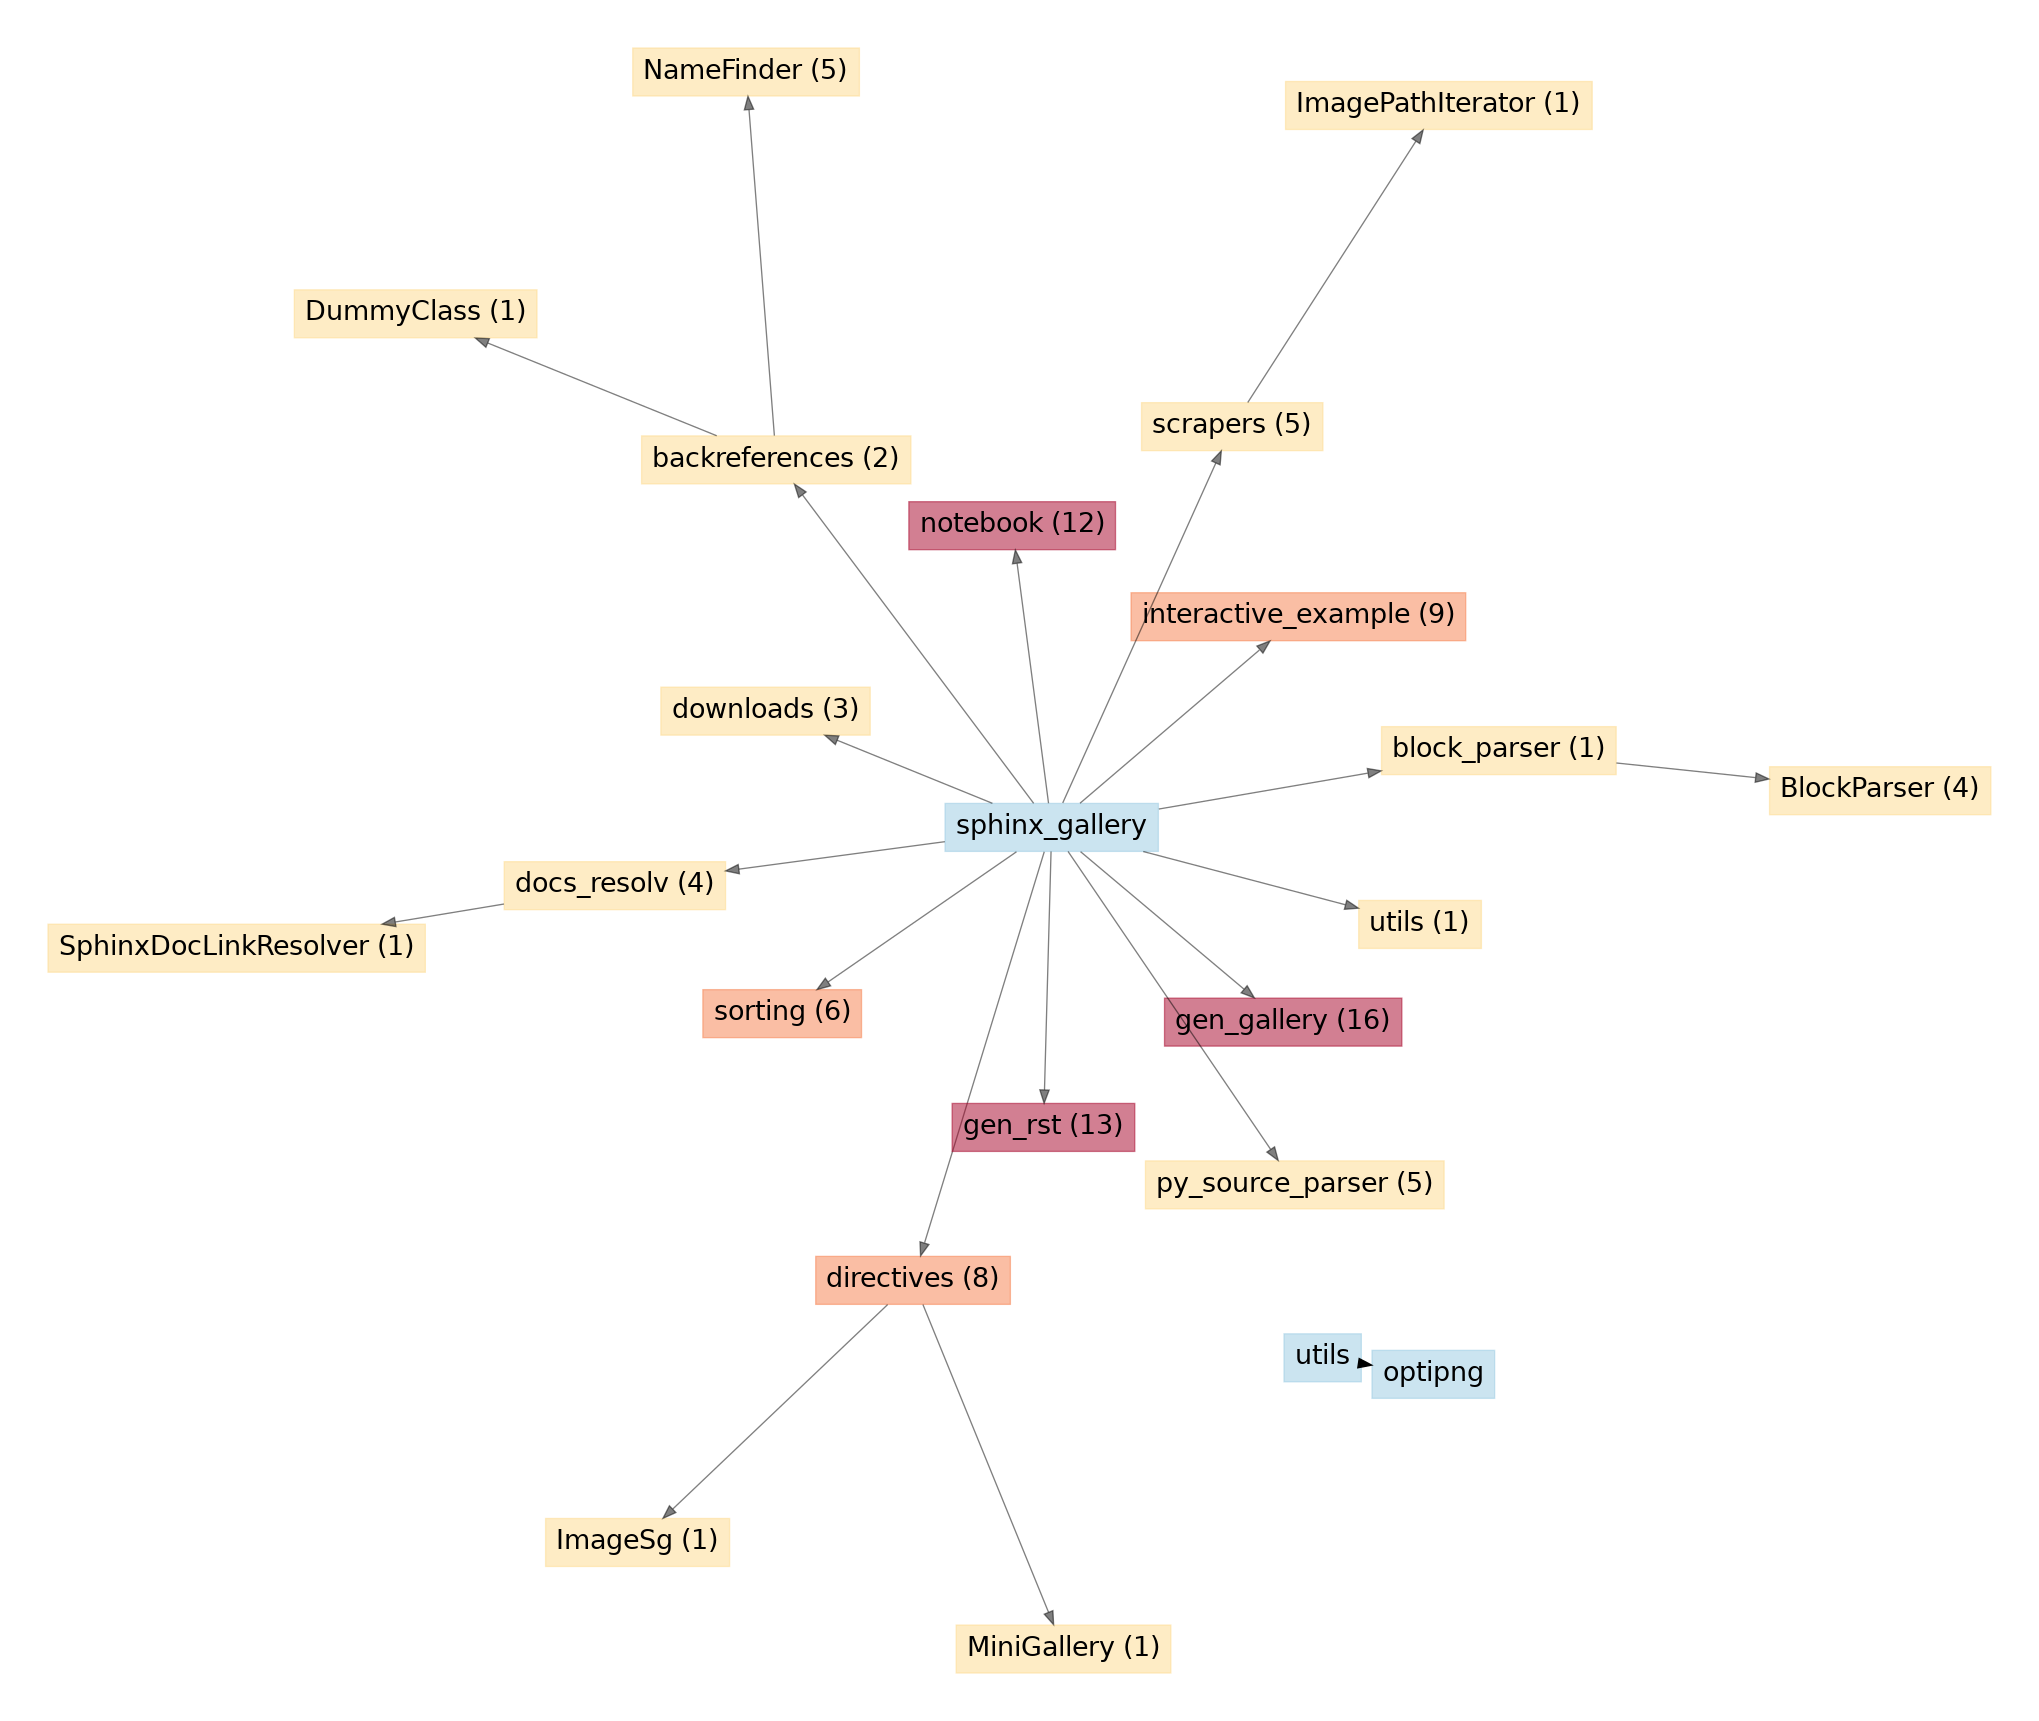 NameFinder (5)
ImagePathIterator (1)
DummyClass (1)
scrapers (5)
backreferences (2)
notebook (12)
interactive_example (9)
downloads (3)
block_parser (1)
BlockParser (4)
sphinx_gallery
docs_resolv (4)
utils (1)
SphinxDocLinkResolver (1)
sorting (6)
gen_gallery (16)
gen_rst (13)
py_source_parser (5)
directives (8)
utils
optipng
ImageSg (1)
MiniGallery (1)